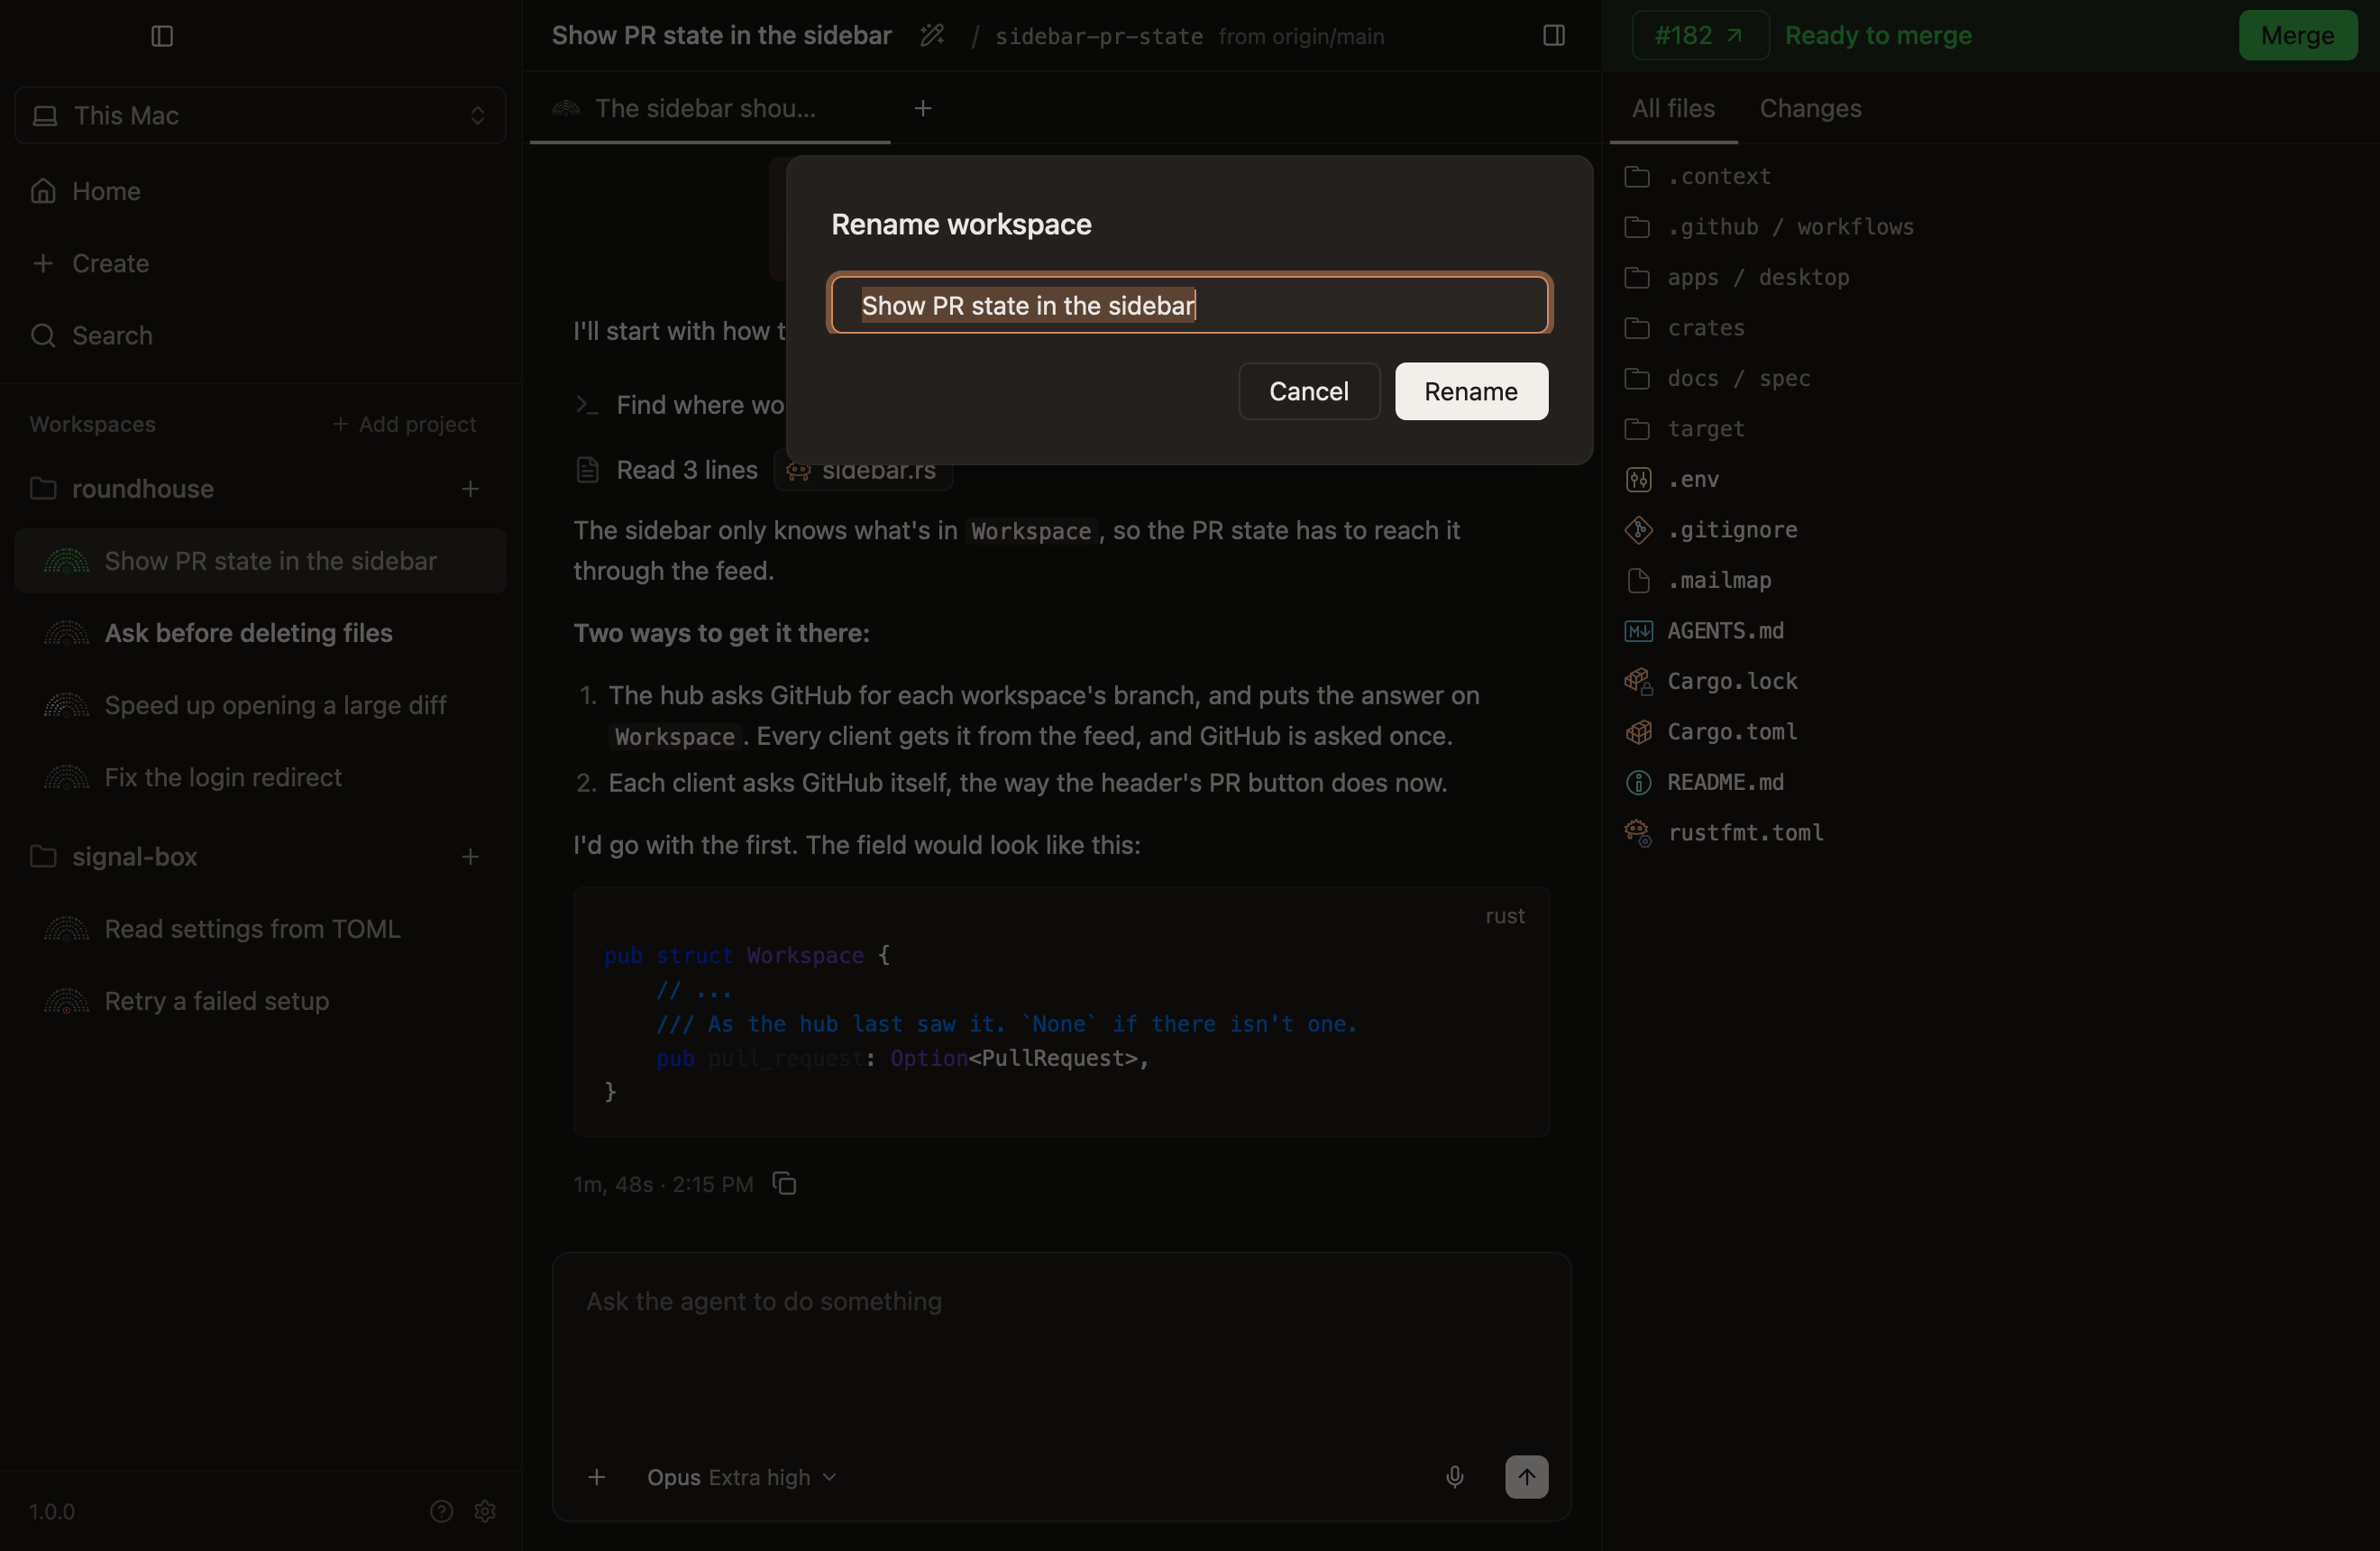 This Mac
Home
Create
Search
Workspaces
Add project
roundhouse
Show PR state in the sidebar
Ask before deleting files
Speed up opening a large diff
Fix the login redirect
signal-box
Read settings from TOML
Retry a failed setup
1.0.0
Show PR state in the sidebar / sidebar-pr-state from origin/main
The sidebar shou...
Rename workspace
Show PR state in the sidebar
Cancel
Rename
I'll start with how
Find where
Read 3 lines sidebar.rs
The sidebar only knows what's in Workspace, so the PR state has to reach it
through the feed.
Two ways to get it there:
1. The hub asks GitHub for each workspace's branch, and puts the answer on
Workspace. Every client gets it from the feed, and GitHub is asked once.
2. Each client asks GitHub itself, the way the header's PR button does now.
I'd go with the first. The field would look like this:
rust
pub struct Workspace {
// ...
/// As the hub last saw it. `None` if there isn't one.
pub pull_request: Option<PullRequest>,
}
1m, 48s · 2:15 PM
Ask the agent to do something
Opus Extra high
#182 Ready to merge
Merge
All files
Changes
.context
.github / workflows
apps / desktop
crates
docs / spec
target
.env
.gitignore
.mailmap
AGENTS.md
Cargo.lock
Cargo.toml
README.md
rustfmt.toml